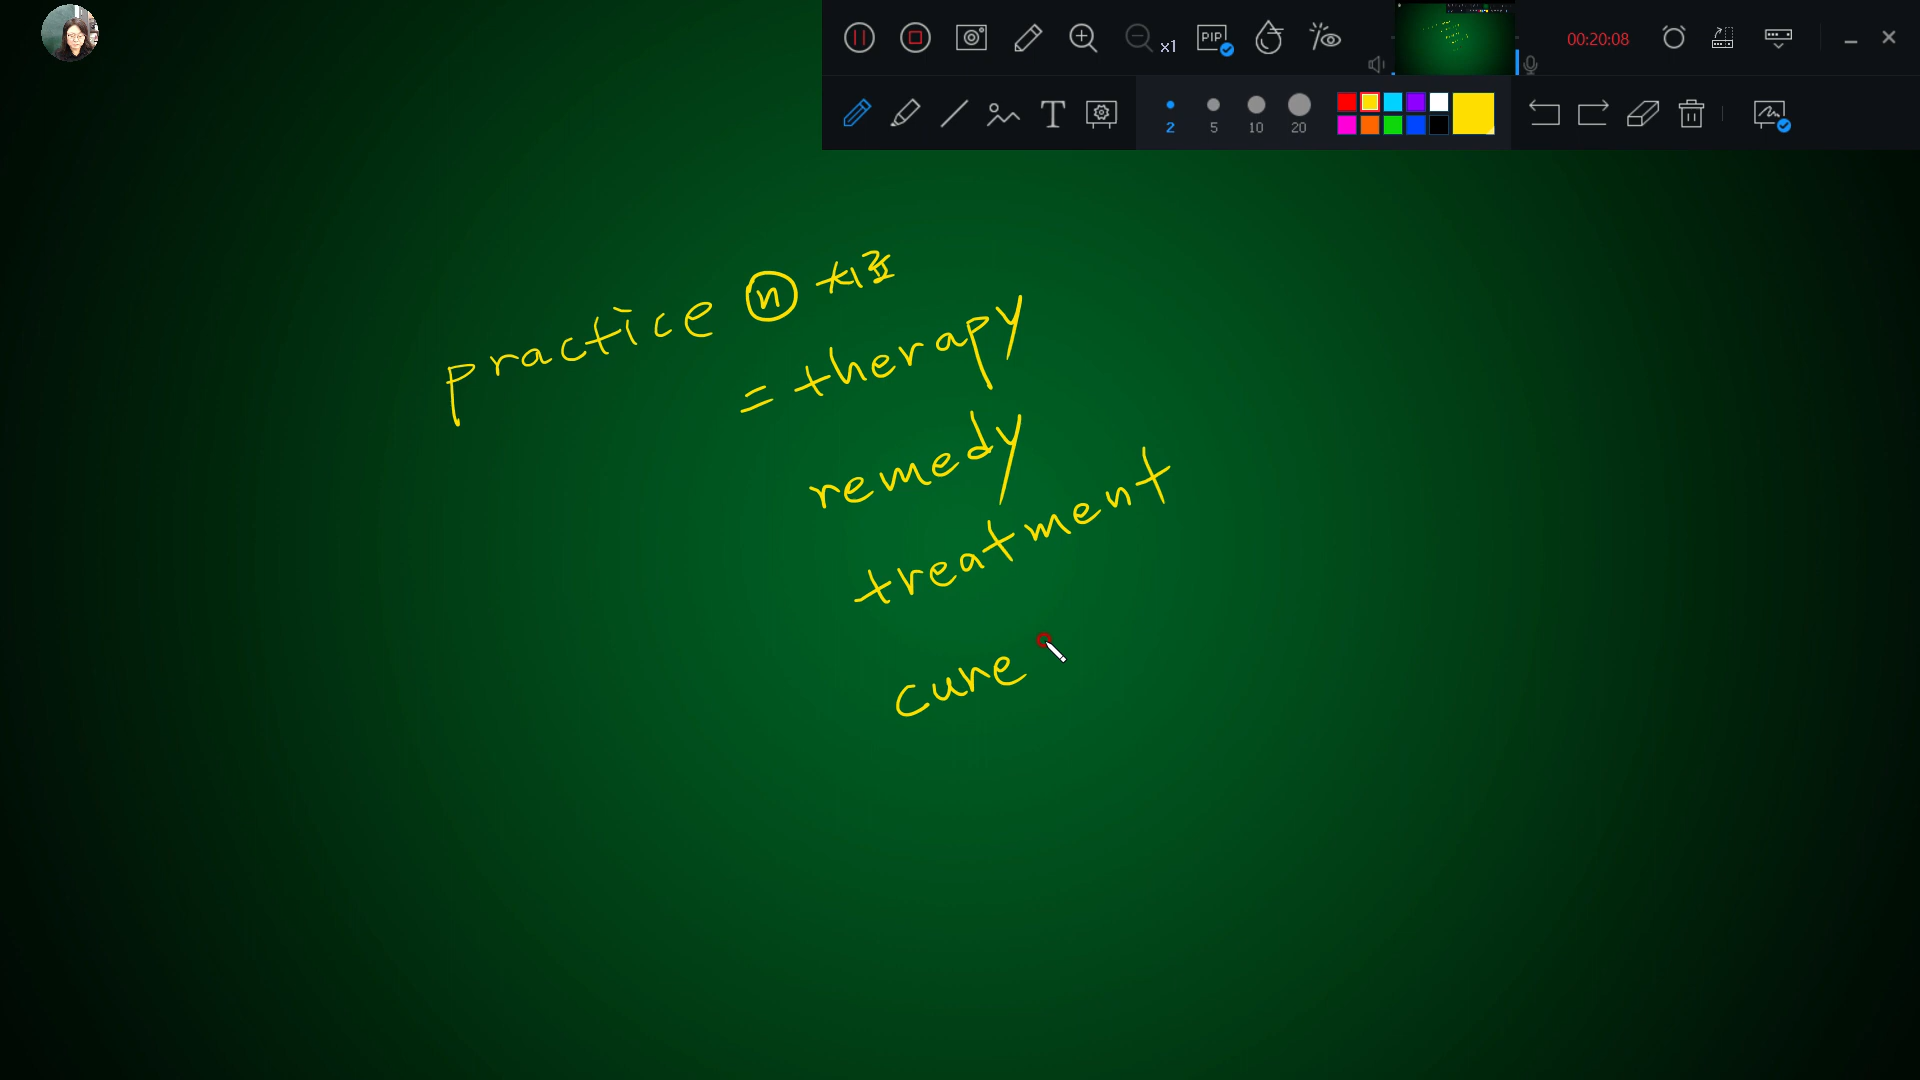 x1
PIP
00:20:08
T
2 5 10 20
practice ⓝ 치료
= therapy
remedy
treatment
cure